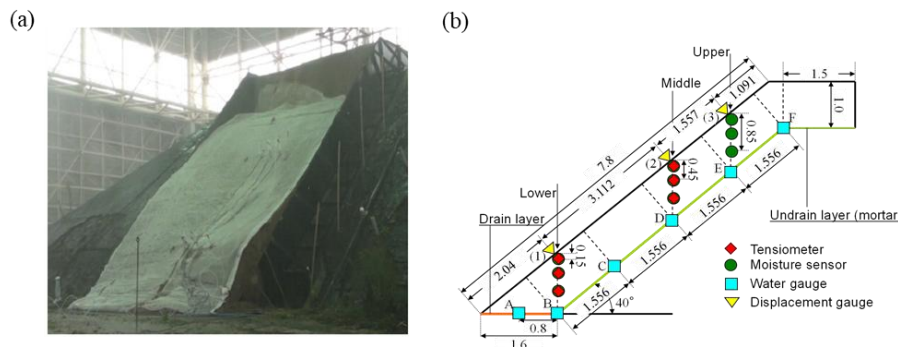 (a)
(b)
Upper
Middle
Lower
Drain layer
1.5
1.0
1.091
1.557
7.8
3.112
2.04
(3)
(2)
(1)
0.85
0.45
0.15
F
E
D
C
B
A
1.556
1.556
1.556
1.556
40°
0.8
1.6
Undrain layer (mortar
Tensiometer
Moisture sensor
Water gauge
Displacement gauge